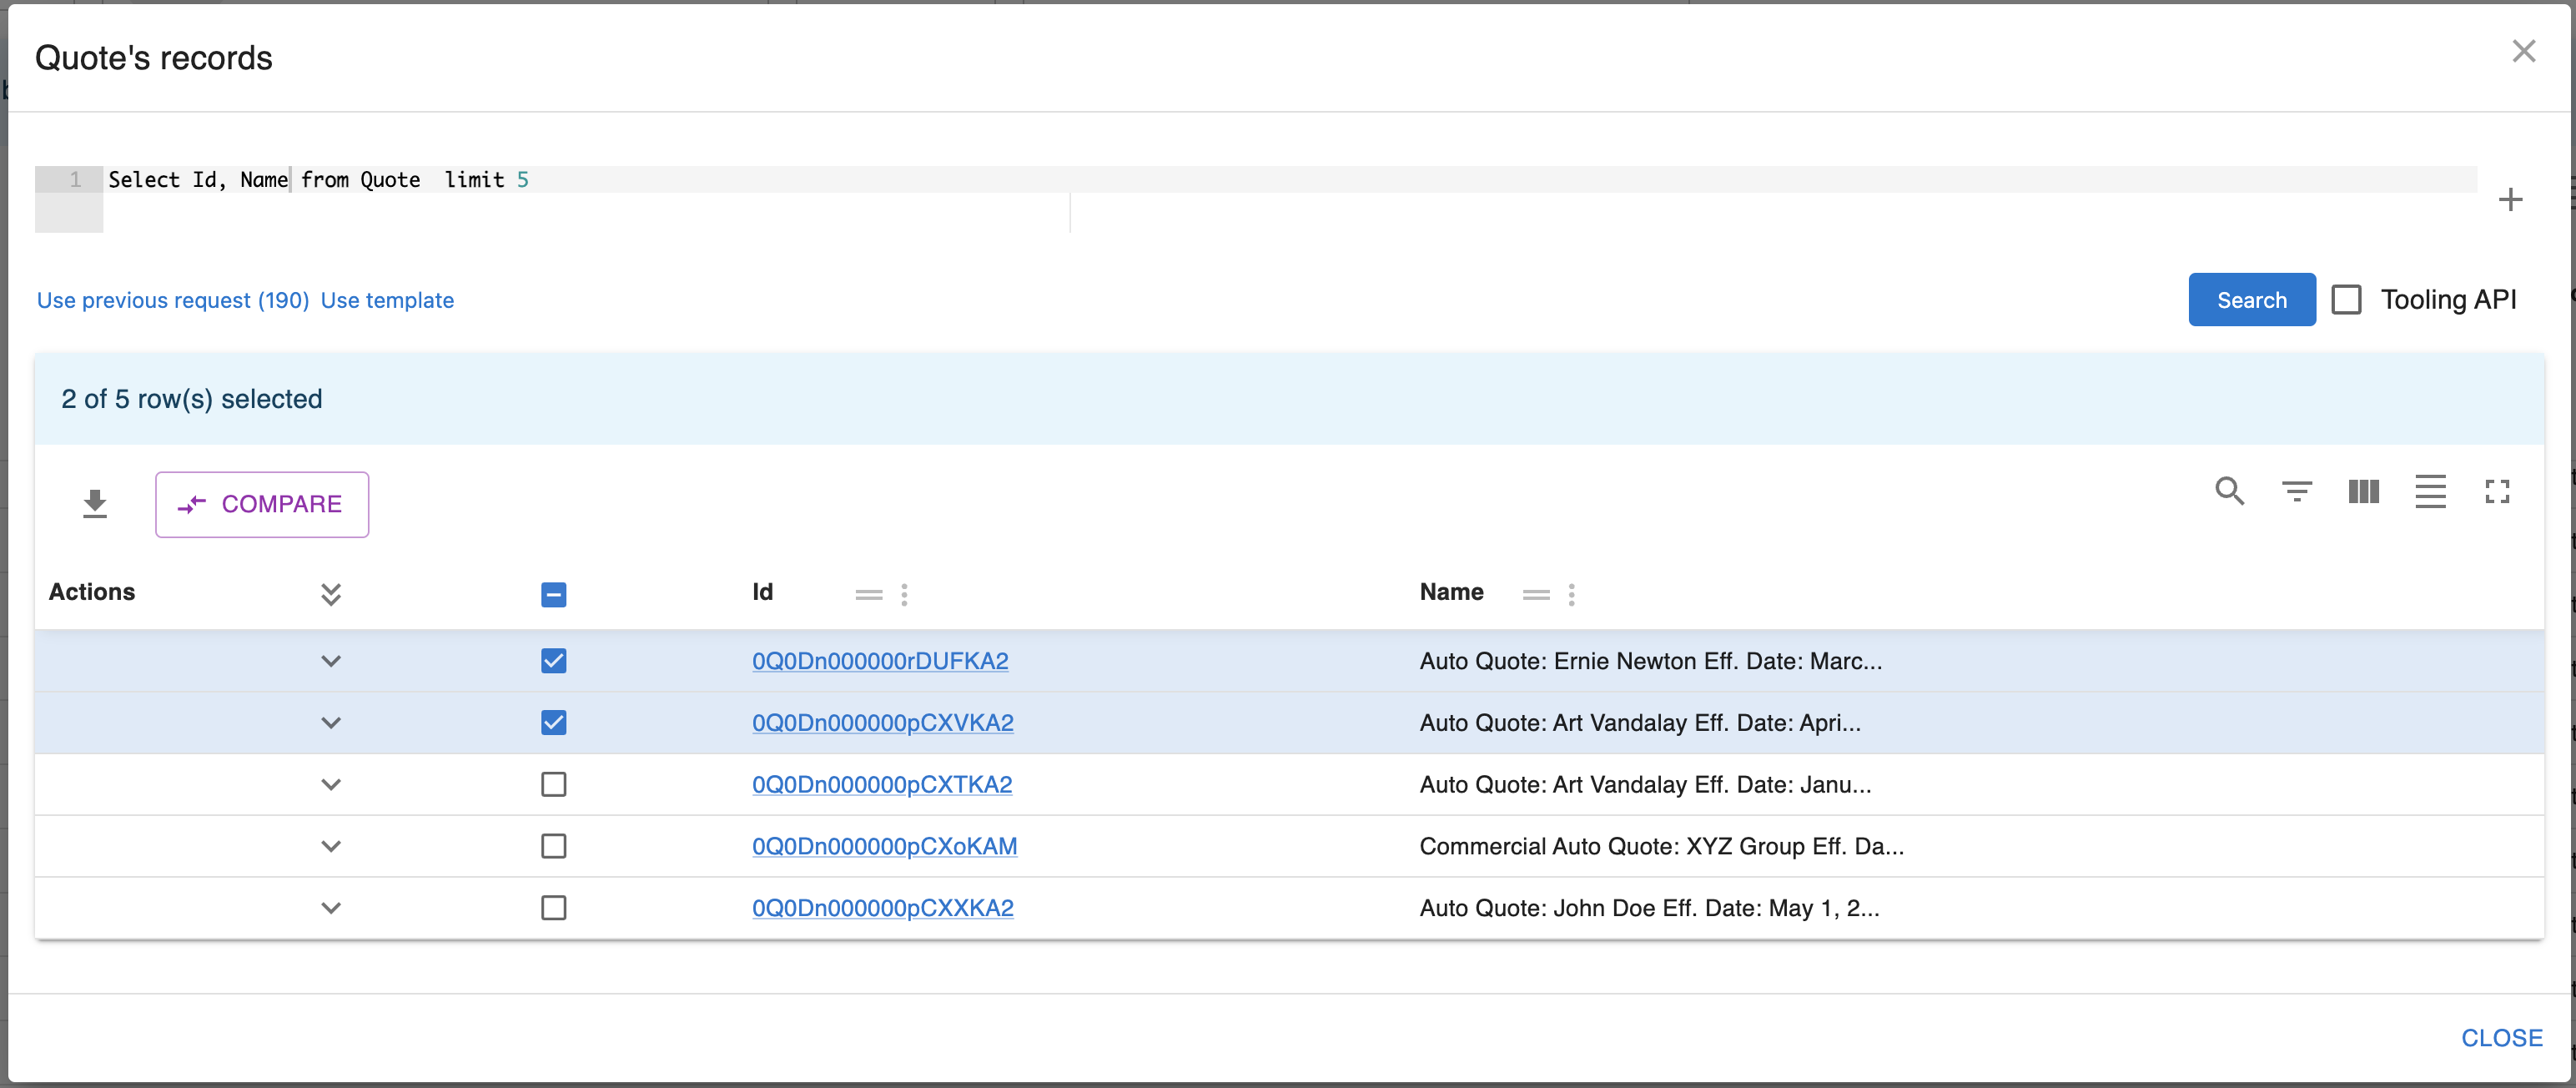 Quote's records
1 Select Id, Name from Quote  limit 5
Use previous request (190) Use template
Search Tooling API
2 of 5 row(s) selected
COMPARE
Actions Id Name
0Q0Dn000000rDUFKA2 Auto Quote: Ernie Newton Eff. Date: Marc...
0Q0Dn000000pCXVKA2 Auto Quote: Art Vandalay Eff. Date: Apri...
0Q0Dn000000pCXTKA2 Auto Quote: Art Vandalay Eff. Date: Janu...
0Q0Dn000000pCXoKAM Commercial Auto Quote: XYZ Group Eff. Da...
0Q0Dn000000pCXXKA2 Auto Quote: John Doe Eff. Date: May 1, 2...
CLOSE